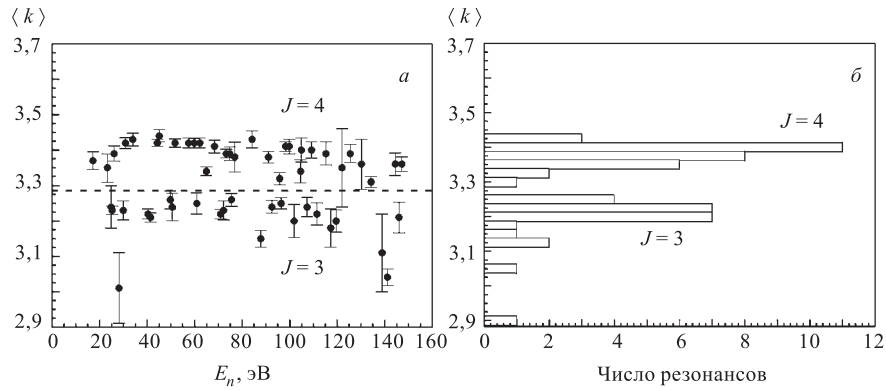 ⟨ k ⟩
3,7
3,5
3,3
3,1
2,9
а
J = 4
J = 3
0 20 40 60 80 100 120 140 160
Eₙ, эВ
⟨ k ⟩
3,7
3,5
3,3
3,1
2,9
б
J = 4
J = 3
0 2 4 6 8 10 12
Число резонансов